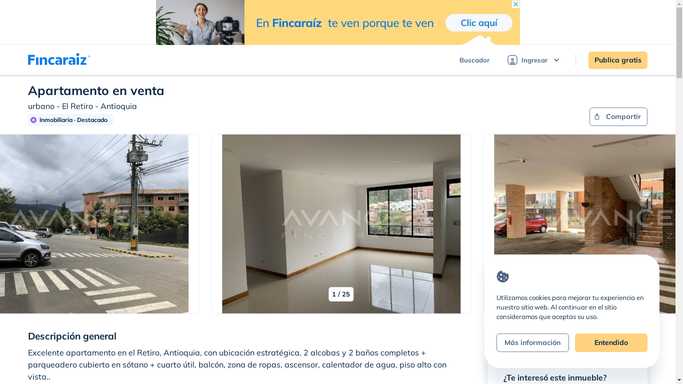 En Fincaraíz te ven porque te ven
Clic aquí
Fincaraíz
Buscador
Ingresar
Publica gratis
Apartamento en venta
urbano - El Retiro - Antioquia
Inmobiliaria · Destacado
Compartir
AVANCE
AVANCE
AVANCE
1 / 25
Utilizamos cookies para mejorar tu experiencia en
nuestro sitio web. Al continuar en el sitio
consideramos que aceptas su uso.
Más información
Entendido
Descripción general
Excelente apartamento en el Retiro, Antioquia, con ubicación estratégica. 2 alcobas y 2 baños completos +
parqueadero cubierto en sótano + cuarto útil, balcón, zona de ropas, ascensor, calentador de agua, piso alto con
vista..
¿Te interesó este inmueble?